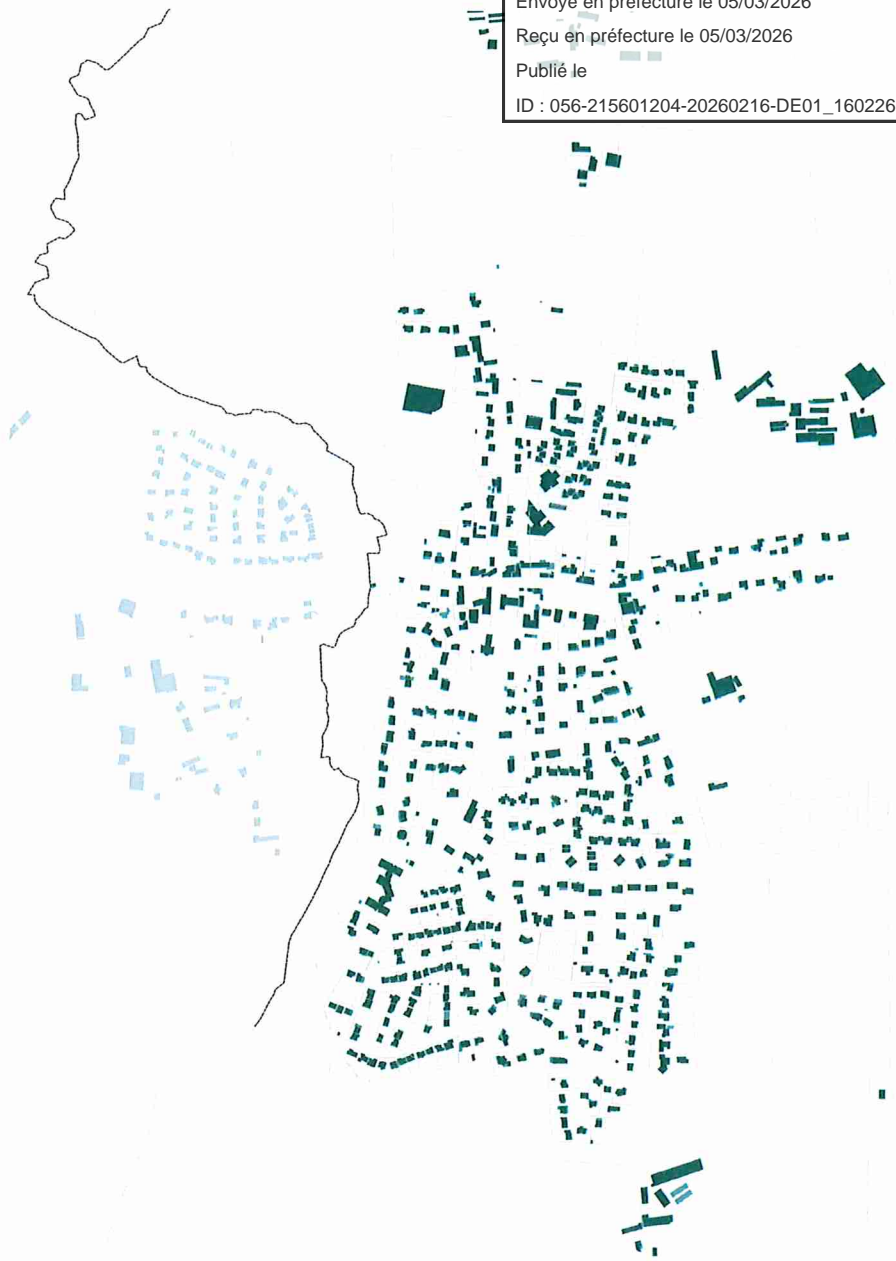 Envoyé en préfecture le 05/03/2026
Reçu en préfecture le 05/03/2026
Publié le
ID : 056-215601204-20260216-DE01_160226